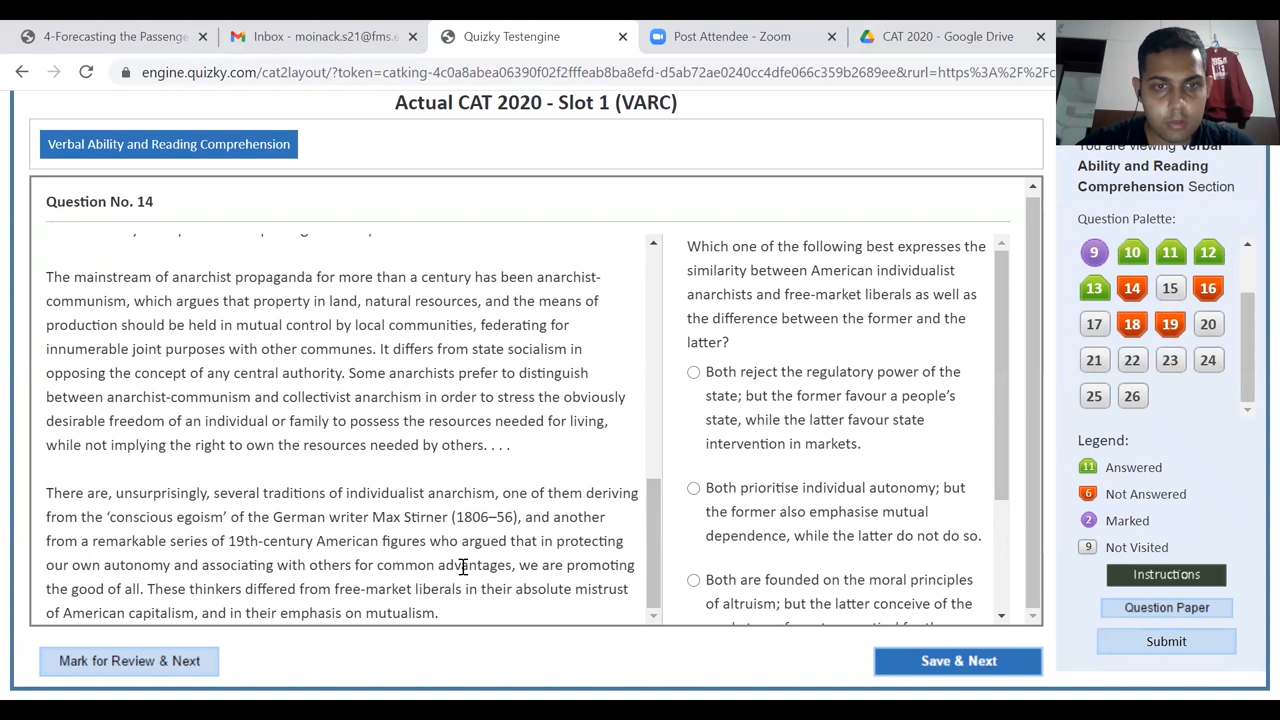 4-Forecasting the Passenge
Inbox - moinack.s21@fms.e
Quizky Testengine
Post Attendee - Zoom
CAT 2020 - Google Drive
engine.quizky.com/cat2layout/?token=catking-4c0a8abea06390f02f2fffeab8ba8efd-d5ab72ae0240cc4dfe066c359b2689ee&rurl=https%3A%2F%2Fc
Actual CAT 2020 - Slot 1 (VARC)
Verbal Ability and Reading Comprehension
Question No. 14
The mainstream of anarchist propaganda for more than a century has been anarchist-
communism, which argues that property in land, natural resources, and the means of
production should be held in mutual control by local communities, federating for
innumerable joint purposes with other communes. It differs from state socialism in
opposing the concept of any central authority. Some anarchists prefer to distinguish
between anarchist-communism and collectivist anarchism in order to stress the obviously
desirable freedom of an individual or family to possess the resources needed for living,
while not implying the right to own the resources needed by others. . . .
There are, unsurprisingly, several traditions of individualist anarchism, one of them deriving
from the ‘conscious egoism’ of the German writer Max Stirner (1806–56), and another
from a remarkable series of 19th-century American figures who argued that in protecting
our own autonomy and associating with others for common advantages, we are promoting
the good of all. These thinkers differed from free-market liberals in their absolute mistrust
of American capitalism, and in their emphasis on mutualism.
Which one of the following best expresses the
similarity between American individualist
anarchists and free-market liberals as well as
the difference between the former and the
latter?
Both reject the regulatory power of the
state; but the former favour a people’s
state, while the latter favour state
intervention in markets.
Both prioritise individual autonomy; but
the former also emphasise mutual
dependence, while the latter do not do so.
Both are founded on the moral principles
of altruism; but the latter conceive of the
Mark for Review & Next
Save & Next
You are viewing Verbal
Ability and Reading
Comprehension Section
Question Palette:
9 10 11 12
13 14 15 16
17 18 19 20
21 22 23 24
25 26
Legend:
11 Answered
6 Not Answered
2 Marked
9 Not Visited
Instructions
Question Paper
Submit